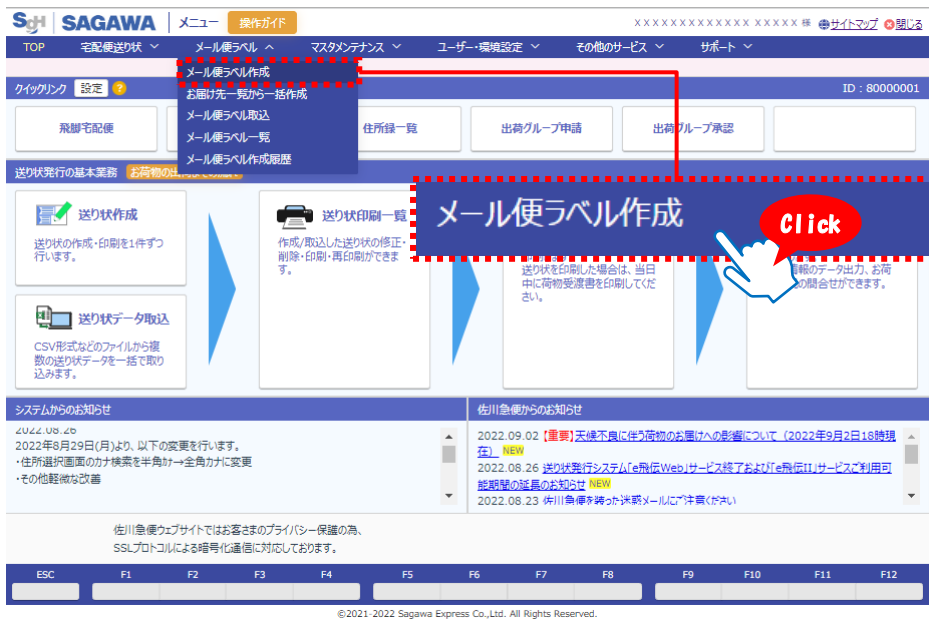 SgH SAGAWA メニュー 操作ガイド XXXXXXXXXXXXXX XXXXX 様 サイトマップ 閉じる
TOP 宅配便送り状 メール便ラベル マスタメンテナンス ユーザー・環境設定 その他のサービス サポート
メール便ラベル作成
お届け先一覧から一括作成
メール便ラベル取込
メール便ラベル一覧
メール便ラベル作成履歴
クイックリンク 設定 ? ID : 80000001
飛脚宅配便 住所録一覧 出荷グループ申請 出荷グループ承認
送り状発行の基本業務
メール便ラベル作成
Click
送り状作成
送り状の作成・印刷を1件ずつ
行います。
送り状データ取込
CSV形式などのファイルから複
数の送り状データを一括で取り
込みます。
送り状印刷一覧
作成/取込した送り状の修正・
削除・印刷・再印刷ができま
す。
送り状を印刷した場合は、当日
中に荷物受渡書を印刷してくだ
さい。
情報のデータ出力、お荷
の問合せができます。
システムからのお知らせ
2022.08.26
2022年8月29日(月)より、以下の変更を行います。
・住所選択画面のカナ検索を半角カナ→全角カナに変更
・その他軽微な改善
佐川急便からのお知らせ
2022.09.02 【重要】天候不良に伴う荷物のお届けへの影響について（2022年9月2日18時現
在） NEW
2022.08.26 送り状発行システム「e飛伝Web」サービス終了および「e飛伝II」サービスご利用可
能期間の延長のお知らせ NEW
2022.08.23 佐川急便を装った迷惑メールにご注意ください
佐川急便ウェブサイトではお客さまのプライバシー保護の為、
SSLプロトコルによる暗号化通信に対応しております。
ESC F1 F2 F3 F4 F5 F6 F7 F8 F9 F10 F11 F12
©2021-2022 Sagawa Express Co.,Ltd. All Rights Reserved.